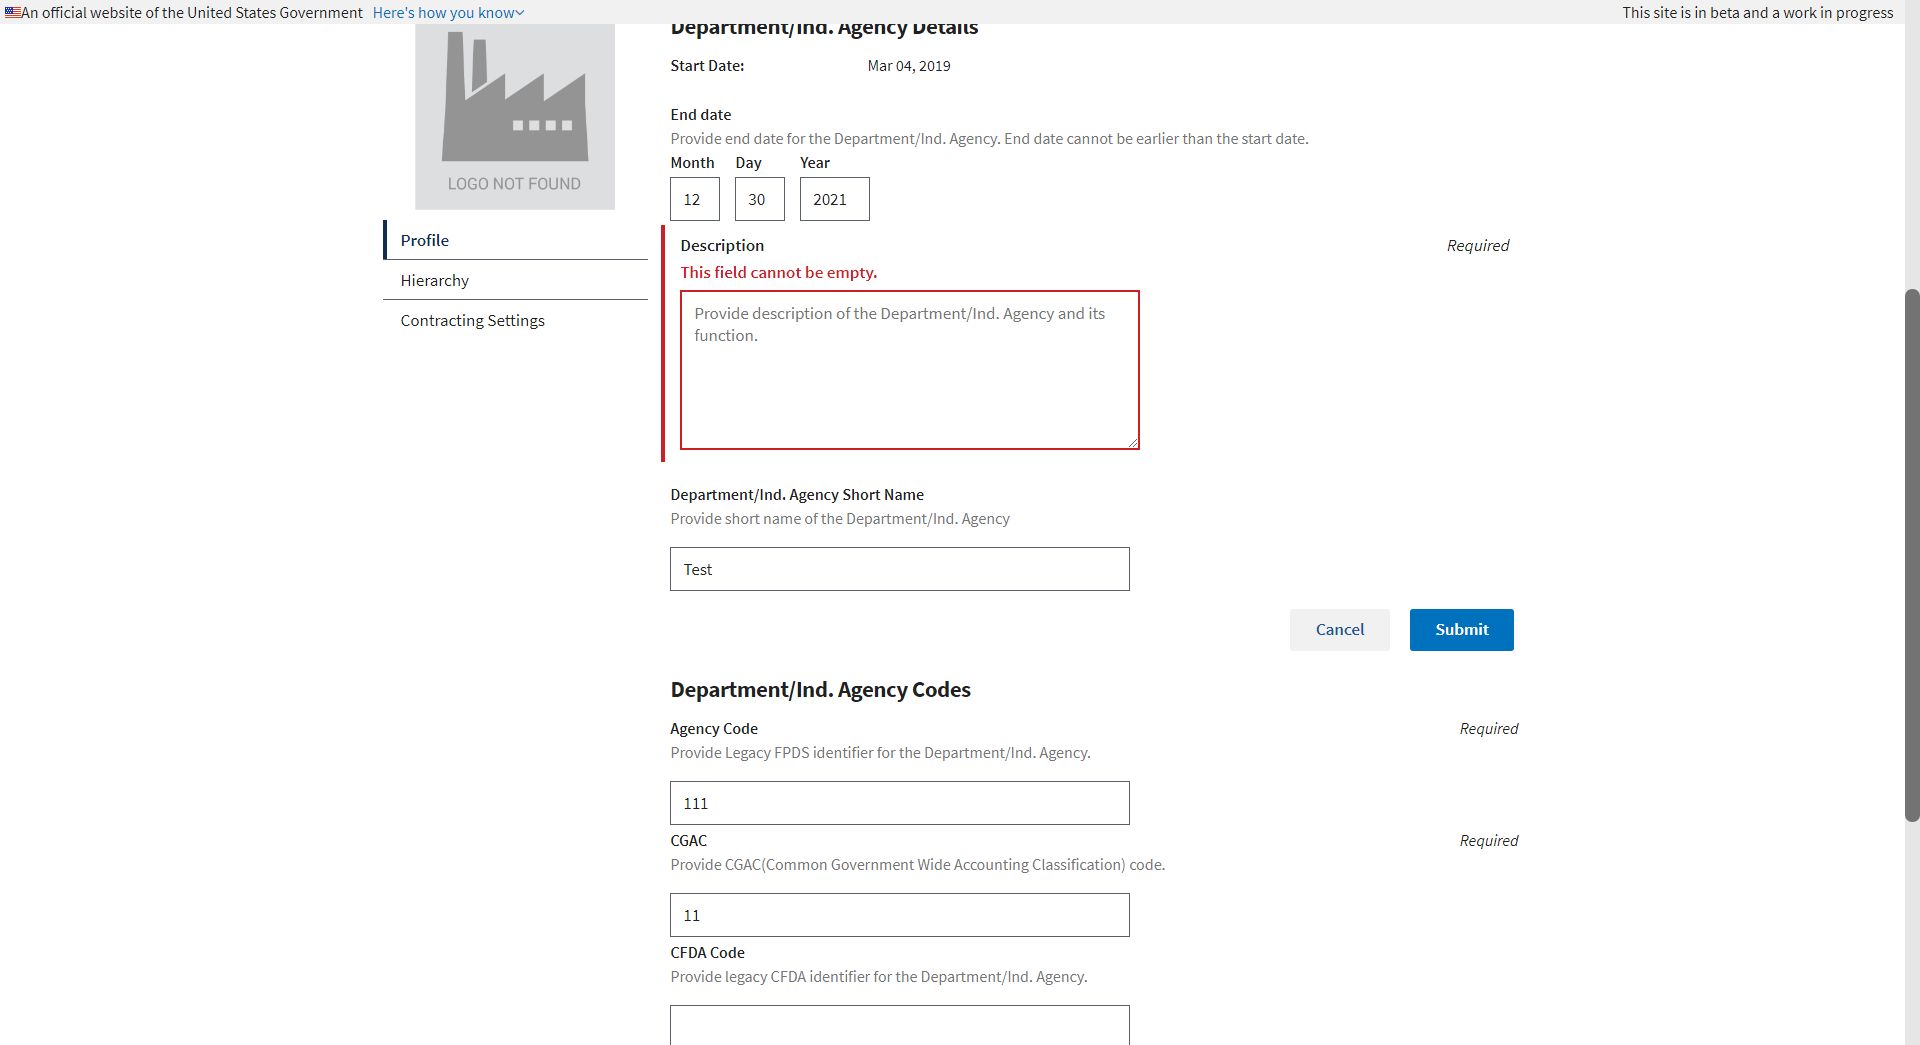 An official website of the United States Government Here's how you know
This site is in beta and a work in progress
LOGO NOT FOUND
Profile
Hierarchy
Contracting Settings
Department/Ind. Agency Details
Start Date: Mar 04, 2019
End date
Provide end date for the Department/Ind. Agency. End date cannot be earlier than the start date.
Month Day Year
12 30 2021
Description Required
This field cannot be empty.
Provide description of the Department/Ind. Agency and its
function.
Department/Ind. Agency Short Name
Provide short name of the Department/Ind. Agency
Test
Cancel Submit
Department/Ind. Agency Codes
Agency Code Required
Provide Legacy FPDS identifier for the Department/Ind. Agency.
111
CGAC Required
Provide CGAC(Common Government Wide Accounting Classification) code.
11
CFDA Code
Provide legacy CFDA identifier for the Department/Ind. Agency.